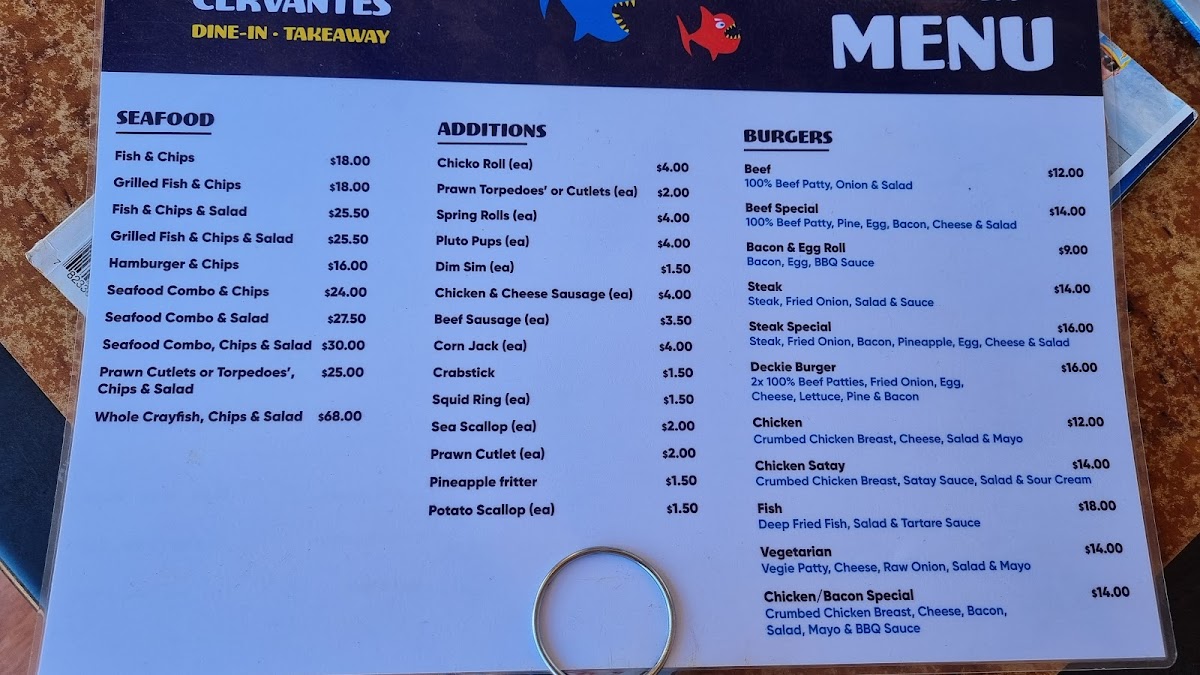 CERVANTES
DINE-IN · TAKEAWAY
MENU
SEAFOOD
Fish & Chips $18.00
Grilled Fish & Chips $18.00
Fish & Chips & Salad $25.50
Grilled Fish & Chips & Salad $25.50
Hamburger & Chips $16.00
Seafood Combo & Chips $24.00
Seafood Combo & Salad $27.50
Seafood Combo, Chips & Salad $30.00
Prawn Cutlets or Torpedoes', $25.00
Chips & Salad
Whole Crayfish, Chips & Salad $68.00
ADDITIONS
Chicko Roll (ea) $4.00
Prawn Torpedoes' or Cutlets (ea) $2.00
Spring Rolls (ea) $4.00
Pluto Pups (ea) $4.00
Dim Sim (ea) $1.50
Chicken & Cheese Sausage (ea) $4.00
Beef Sausage (ea) $3.50
Corn Jack (ea) $4.00
Crabstick $1.50
Squid Ring (ea) $1.50
Sea Scallop (ea) $2.00
Prawn Cutlet (ea) $2.00
Pineapple fritter $1.50
Potato Scallop (ea) $1.50
BURGERS
Beef $12.00
100% Beef Patty, Onion & Salad
Beef Special $14.00
100% Beef Patty, Pine, Egg, Bacon, Cheese & Salad
Bacon & Egg Roll $9.00
Bacon, Egg, BBQ Sauce
Steak $14.00
Steak, Fried Onion, Salad & Sauce
Steak Special $16.00
Steak, Fried Onion, Bacon, Pineapple, Egg, Cheese & Salad
Deckie Burger $16.00
2x 100% Beef Patties, Fried Onion, Egg,
Cheese, Lettuce, Pine & Bacon
Chicken $12.00
Crumbed Chicken Breast, Cheese, Salad & Mayo
Chicken Satay $14.00
Crumbed Chicken Breast, Satay Sauce, Salad & Sour Cream
Fish $18.00
Deep Fried Fish, Salad & Tartare Sauce
Vegetarian $14.00
Vegie Patty, Cheese, Raw Onion, Salad & Mayo
Chicken/Bacon Special $14.00
Crumbed Chicken Breast, Cheese, Bacon,
Salad, Mayo & BBQ Sauce